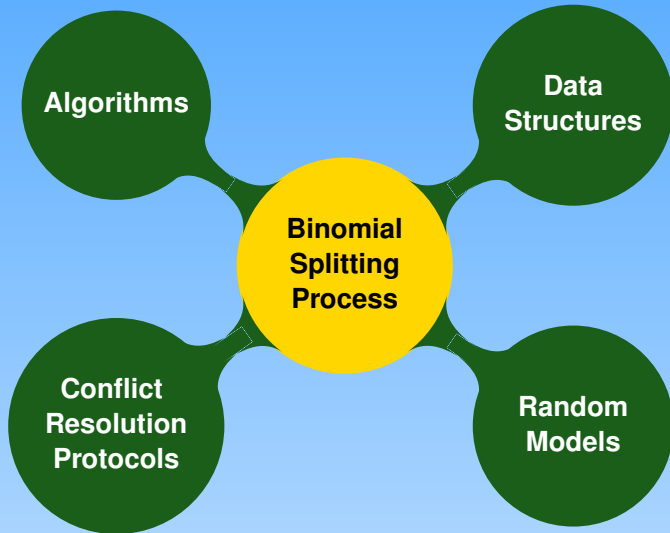 Algorithms
Data
Structures
Binomial
Splitting
Process
Conflict
Resolution
Protocols
Random
Models